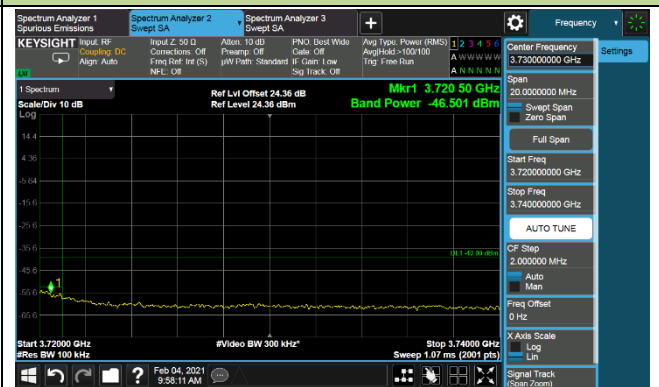 Spectrum Analyzer 1
Spurious Emissions
Spectrum Analyzer 2
Swept SA
Spectrum Analyzer 3
Swept SA
+
Frequency
KEYSIGHT
LXI
Input: RF
Coupling: DC
Align: Auto
Input Z: 50 Ω
Corrections: Off
Freq Ref: Int (S)
NFE: Off
Atten: 10 dB
Preamp: Off
µW Path: Standard
PNO: Best Wide
Gate: Off
IF Gain: Low
Sig Track: Off
Avg Type: Power (RMS)
Avg|Hold:>100/100
Trig: Free Run
1 2 3 4 5 6
A W W W W W
A N N N N N
1 Spectrum
Scale/Div 10 dB
Log
Ref Lvl Offset 24.36 dB
Ref Level 24.36 dBm
Mkr1 3.720 50 GHz
Band Power -46.501 dBm
14.4
4.36
-5.64
-15.6
-25.6
-35.6
-45.6
-55.6
-65.6
1
DL1 -43.00 dBm
Start 3.72000 GHz
#Res BW 100 kHz
#Video BW 300 kHz*
Stop 3.74000 GHz
Sweep 1.07 ms (2001 pts)
Feb 04, 2021
9:58:11 AM
Center Frequency
3.730000000 GHz
Settings
Span
20.0000000 MHz
Swept Span
Zero Span
Full Span
Start Freq
3.720000000 GHz
Stop Freq
3.740000000 GHz
AUTO TUNE
CF Step
2.000000 MHz
Auto
Man
Freq Offset
0 Hz
X Axis Scale
Log
Lin
Signal Track
(Span Zoom)